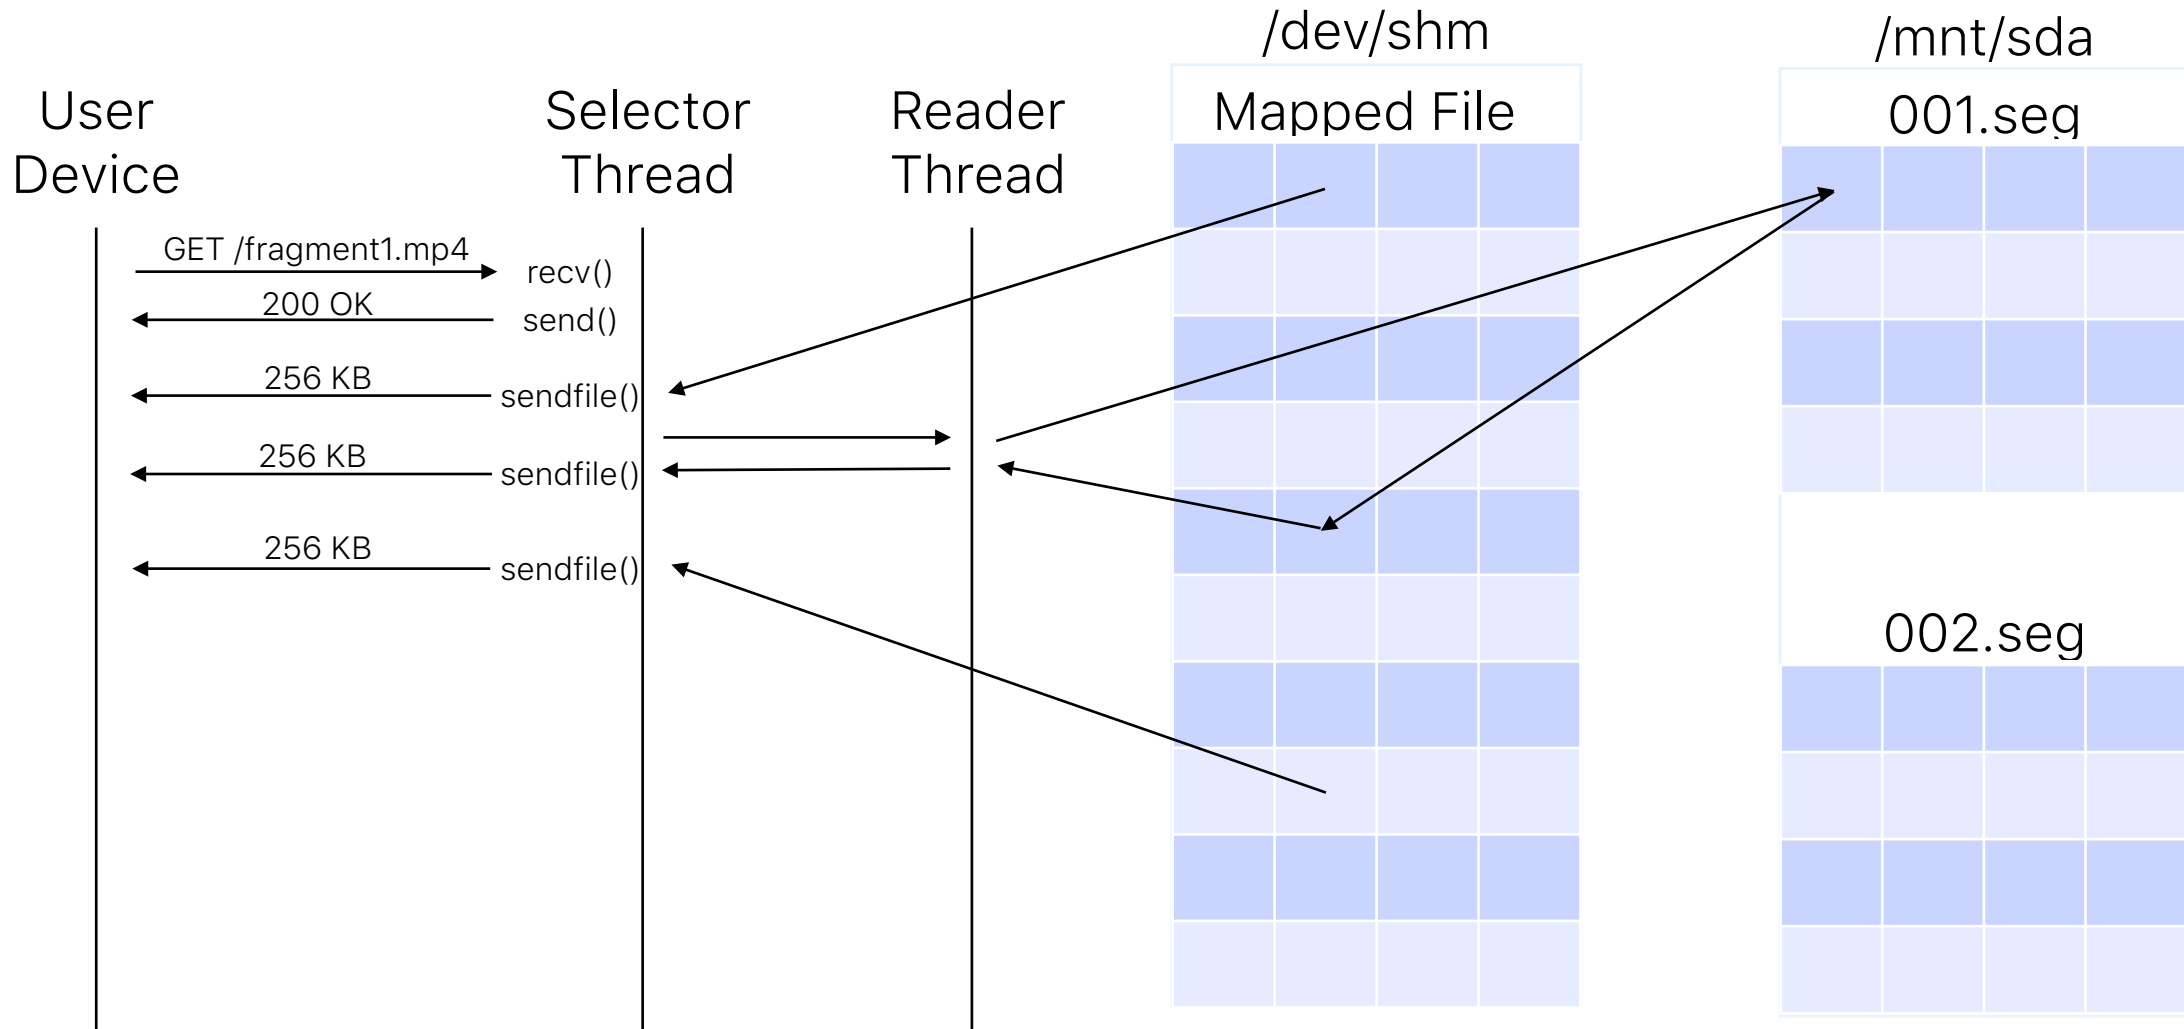 /dev/shm
/mnt/sda
User
Device
Selector
Thread
Reader
Thread
Mapped File
001.seg
GET /fragment1.mp4
recv()
200 OK
send()
256 KB
sendfile()
256 KB
sendfile()
256 KB
sendfile()
002.seg